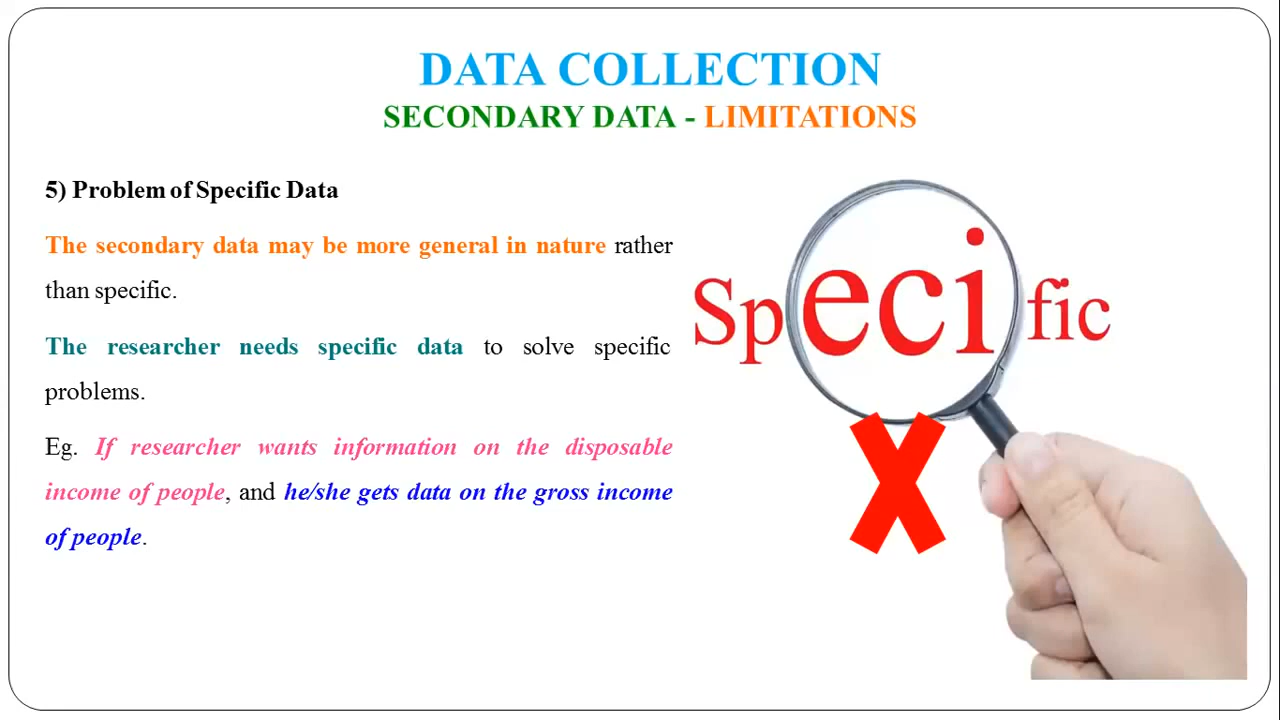 DATA COLLECTION
SECONDARY DATA - LIMITATIONS
5) Problem of Specific Data
The secondary data may be more general in nature rather
than specific.
The researcher needs specific data to solve specific
problems.
Eg. If researcher wants information on the disposable
income of people, and he/she gets data on the gross income
of people.
Specific
X